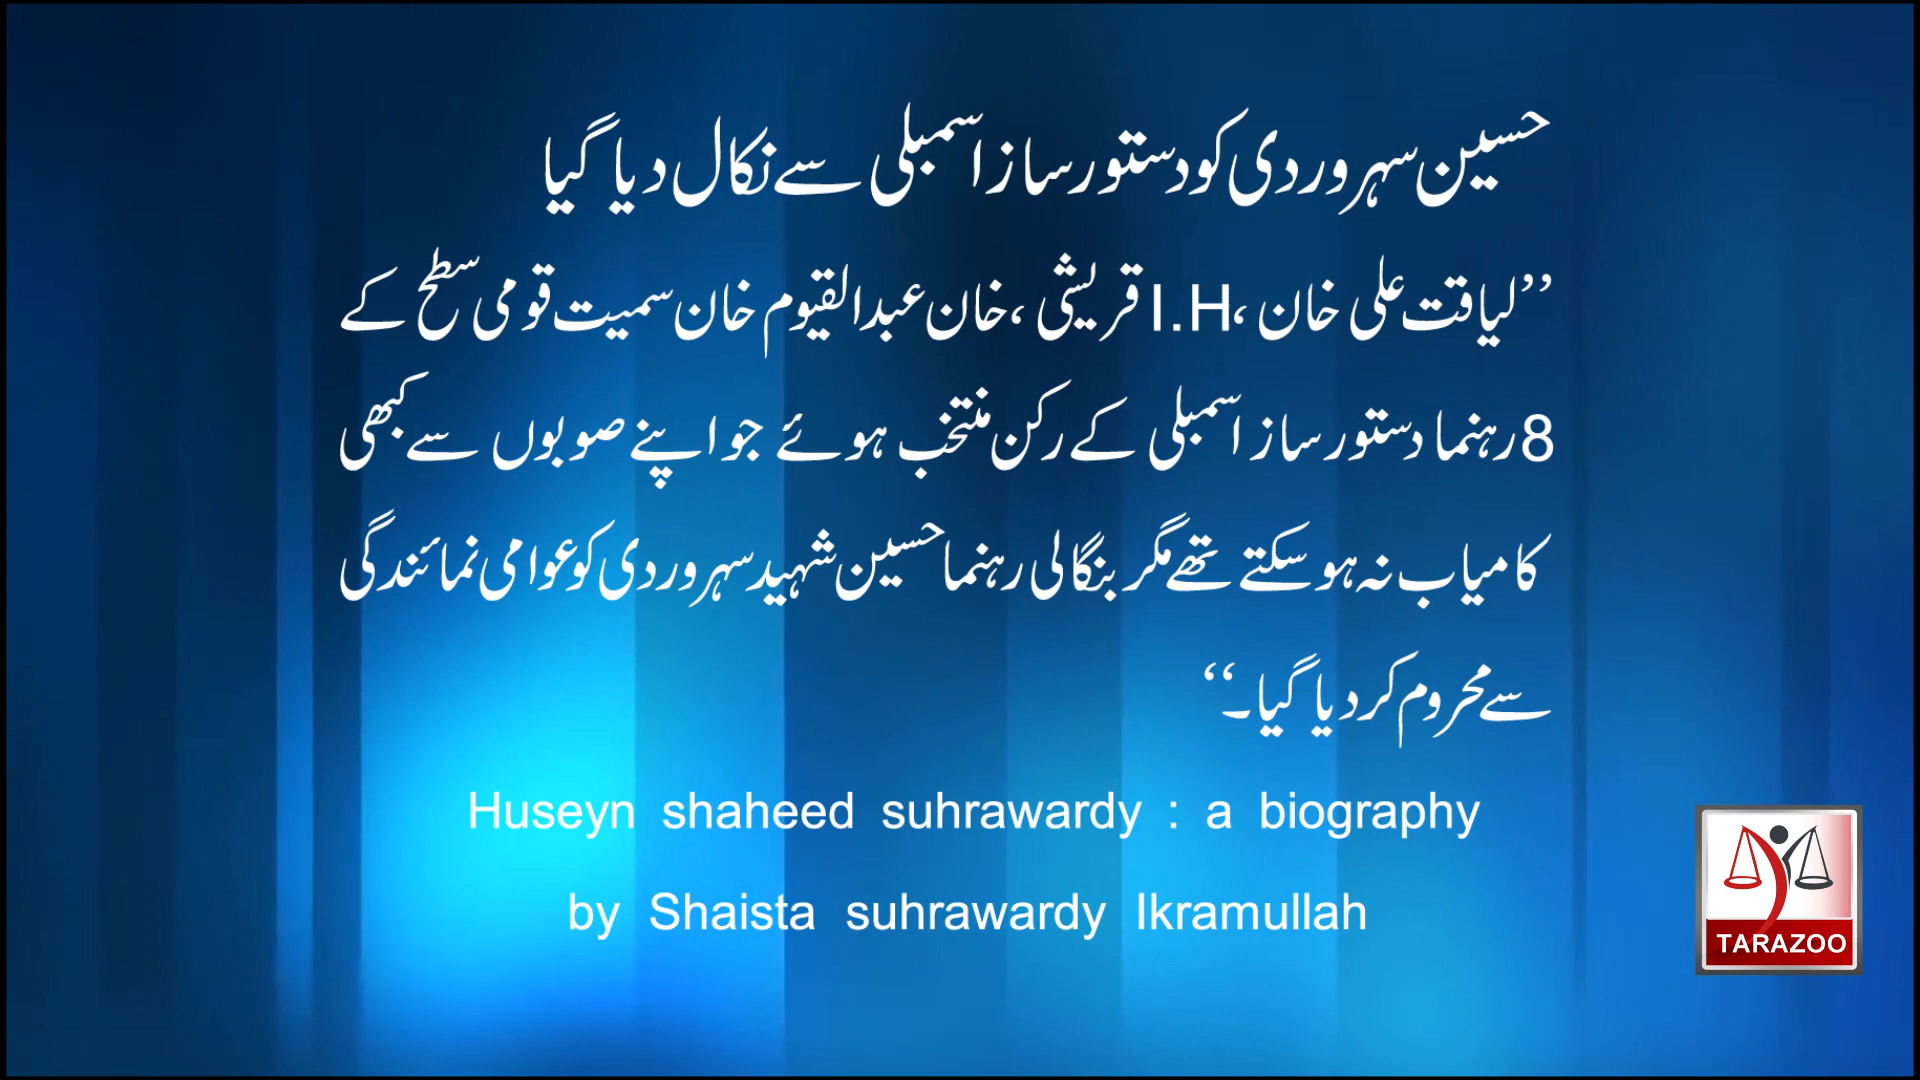 حسین سہروردی کو دستور ساز اسمبلی سے نکال دیا گیا
’’لیاقت علی خان ،I.H قریشی ،خان عبدالقیوم خان سمیت قومی سطح کے
8 رہنما دستور ساز اسمبلی کے رکن منتخب ہوئے جو اپنے صوبوں سے کبھی
کامیاب نہ ہو سکتے تھے مگر بنگالی رہنما حسین شہید سہروردی کو عوامی نمائندگی
سے محروم کر دیا گیا۔‘‘
Huseyn shaheed suhrawardy : a biography
by Shaista suhrawardy Ikramullah
TARAZOO